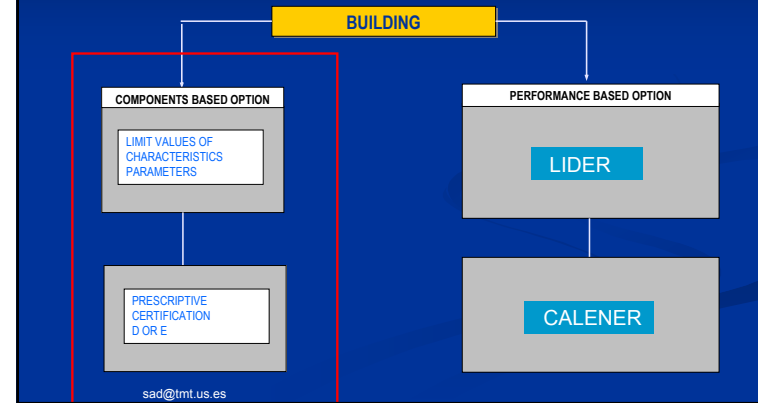 BUILDING
COMPONENTS BASED OPTION
LIMIT VALUES OF
CHARACTERISTICS
PARAMETERS
PRESCRIPTIVE
CERTIFICATION
D OR E
sad@tmt.us.es
PERFORMANCE BASED OPTION
LIDER
CALENER